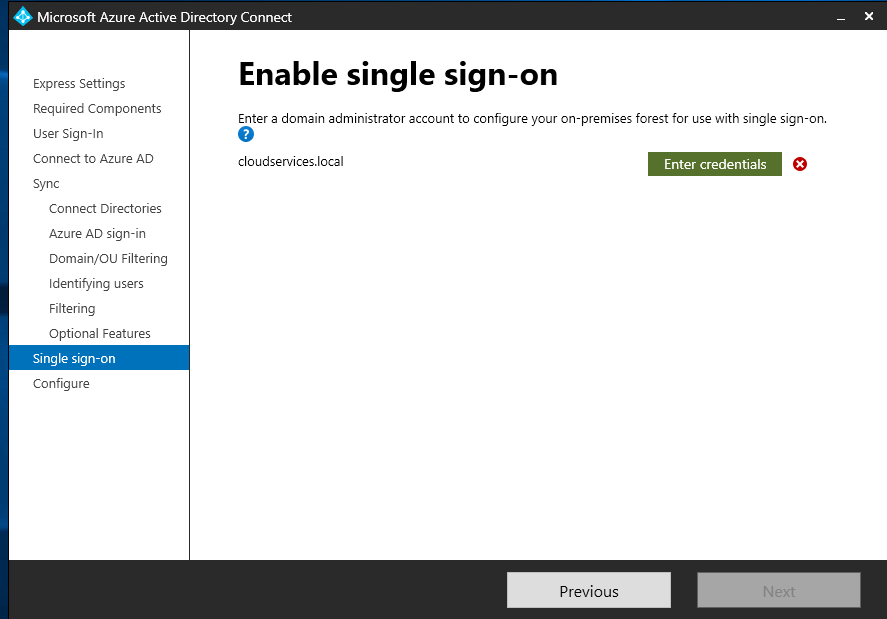 Microsoft Azure Active Directory Connect
Express Settings
Required Components
User Sign-In
Connect to Azure AD
Sync
Connect Directories
Azure AD sign-in
Domain/OU Filtering
Identifying users
Filtering
Optional Features
Single sign-on
Configure
Enable single sign-on
Enter a domain administrator account to configure your on-premises forest for use with single sign-on.
?
cloudservices.local
Enter credentials
Previous
Next